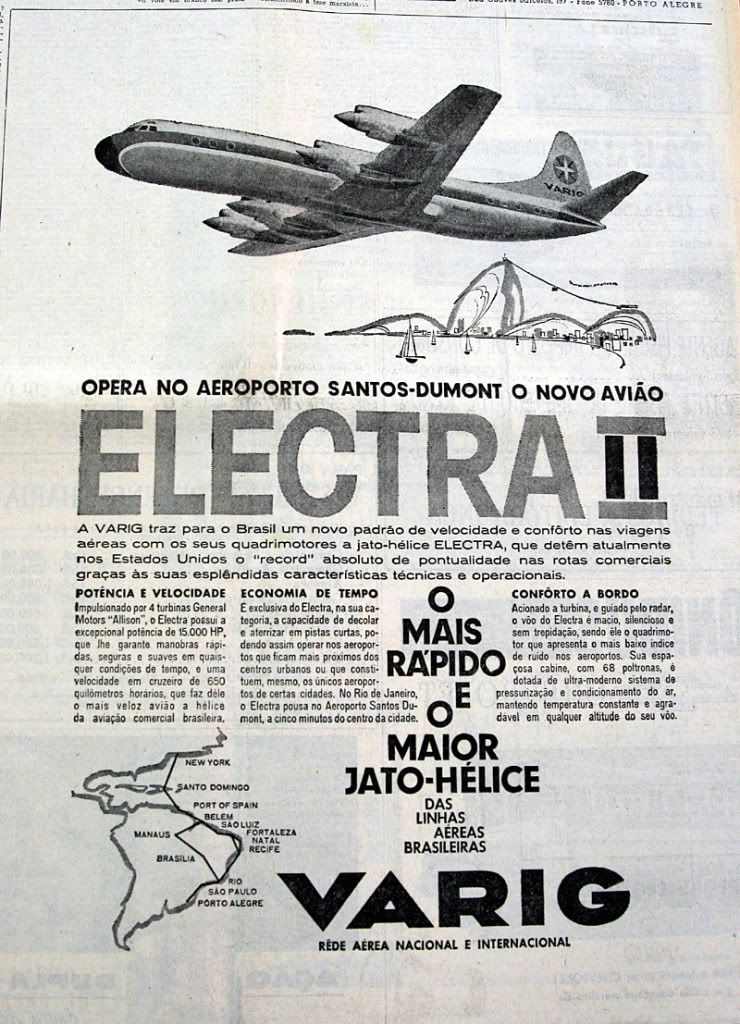 Fone 5780 - PORTO ALEGRE
VARIG
OPERA NO AEROPORTO SANTOS-DUMONT O NOVO AVIÃO
ELECTRA II
A VARIG traz para o Brasil um novo padrão de velocidade e confôrto nas viagens
aéreas com os seus quadrimotores a jato-hélice ELECTRA, que detêm atualmente
nos Estados Unidos o "record" absoluto de pontualidade nas rotas comerciais
graças às suas esplêndidas características técnicas e operacionais.
POTÊNCIA E VELOCIDADE
Impulsionado por 4 turbinas General
Motors "Allison", o Electra possui a
excepcional potência de 15.000 HP,
que lhe garante manobras rápi-
das, seguras e suaves em quais-
quer condições de tempo, e uma
velocidade em cruzeiro de 650
quilômetros horários, que faz dêle
o mais veloz avião a hélice
da aviação comercial brasileira.
ECONOMIA DE TEMPO
É exclusiva do Electra, na sua ca-
tegoria, a capacidade de decolar
e aterrizar em pistas curtas, po-
dendo assim operar nos aeropor-
tos que ficam mais próximos dos
centros urbanos ou que consti-
tuem, mesmo, os únicos aeropor-
tos de certas cidades. No Rio de Janeiro,
o Electra pousa no Aeroporto Santos Du-
mont, a cinco minutos do centro da cidade.
O
MAIS
RÁPIDO
E
O
MAIOR
JATO-HÉLICE
DAS
LINHAS
AÉREAS
BRASILEIRAS
CONFÔRTO A BORDO
Acionado a turbina, e guiado pelo radar,
o vôo do Electra é macio, silencioso e
sem trepidação, sendo êle o quadrimo-
tor que apresenta o mais baixo índice
de ruído nos aeroportos. Sua espa-
çosa cabine, com 68 poltronas, é
dotada de ultra-moderno sistema de
pressurização e condicionamento do ar,
mantendo temperatura constante e agra-
dável em qualquer altitude do seu vôo.
NEW YORK
SANTO DOMINGO
PORT OF SPAIN
BELÉM
SÃO LUIZ
MANAUS
FORTALEZA
NATAL
RECIFE
BRASÍLIA
RIO
SÃO PAULO
PÔRTO ALEGRE
VARIG
RÊDE AÉREA NACIONAL E INTERNACIONAL